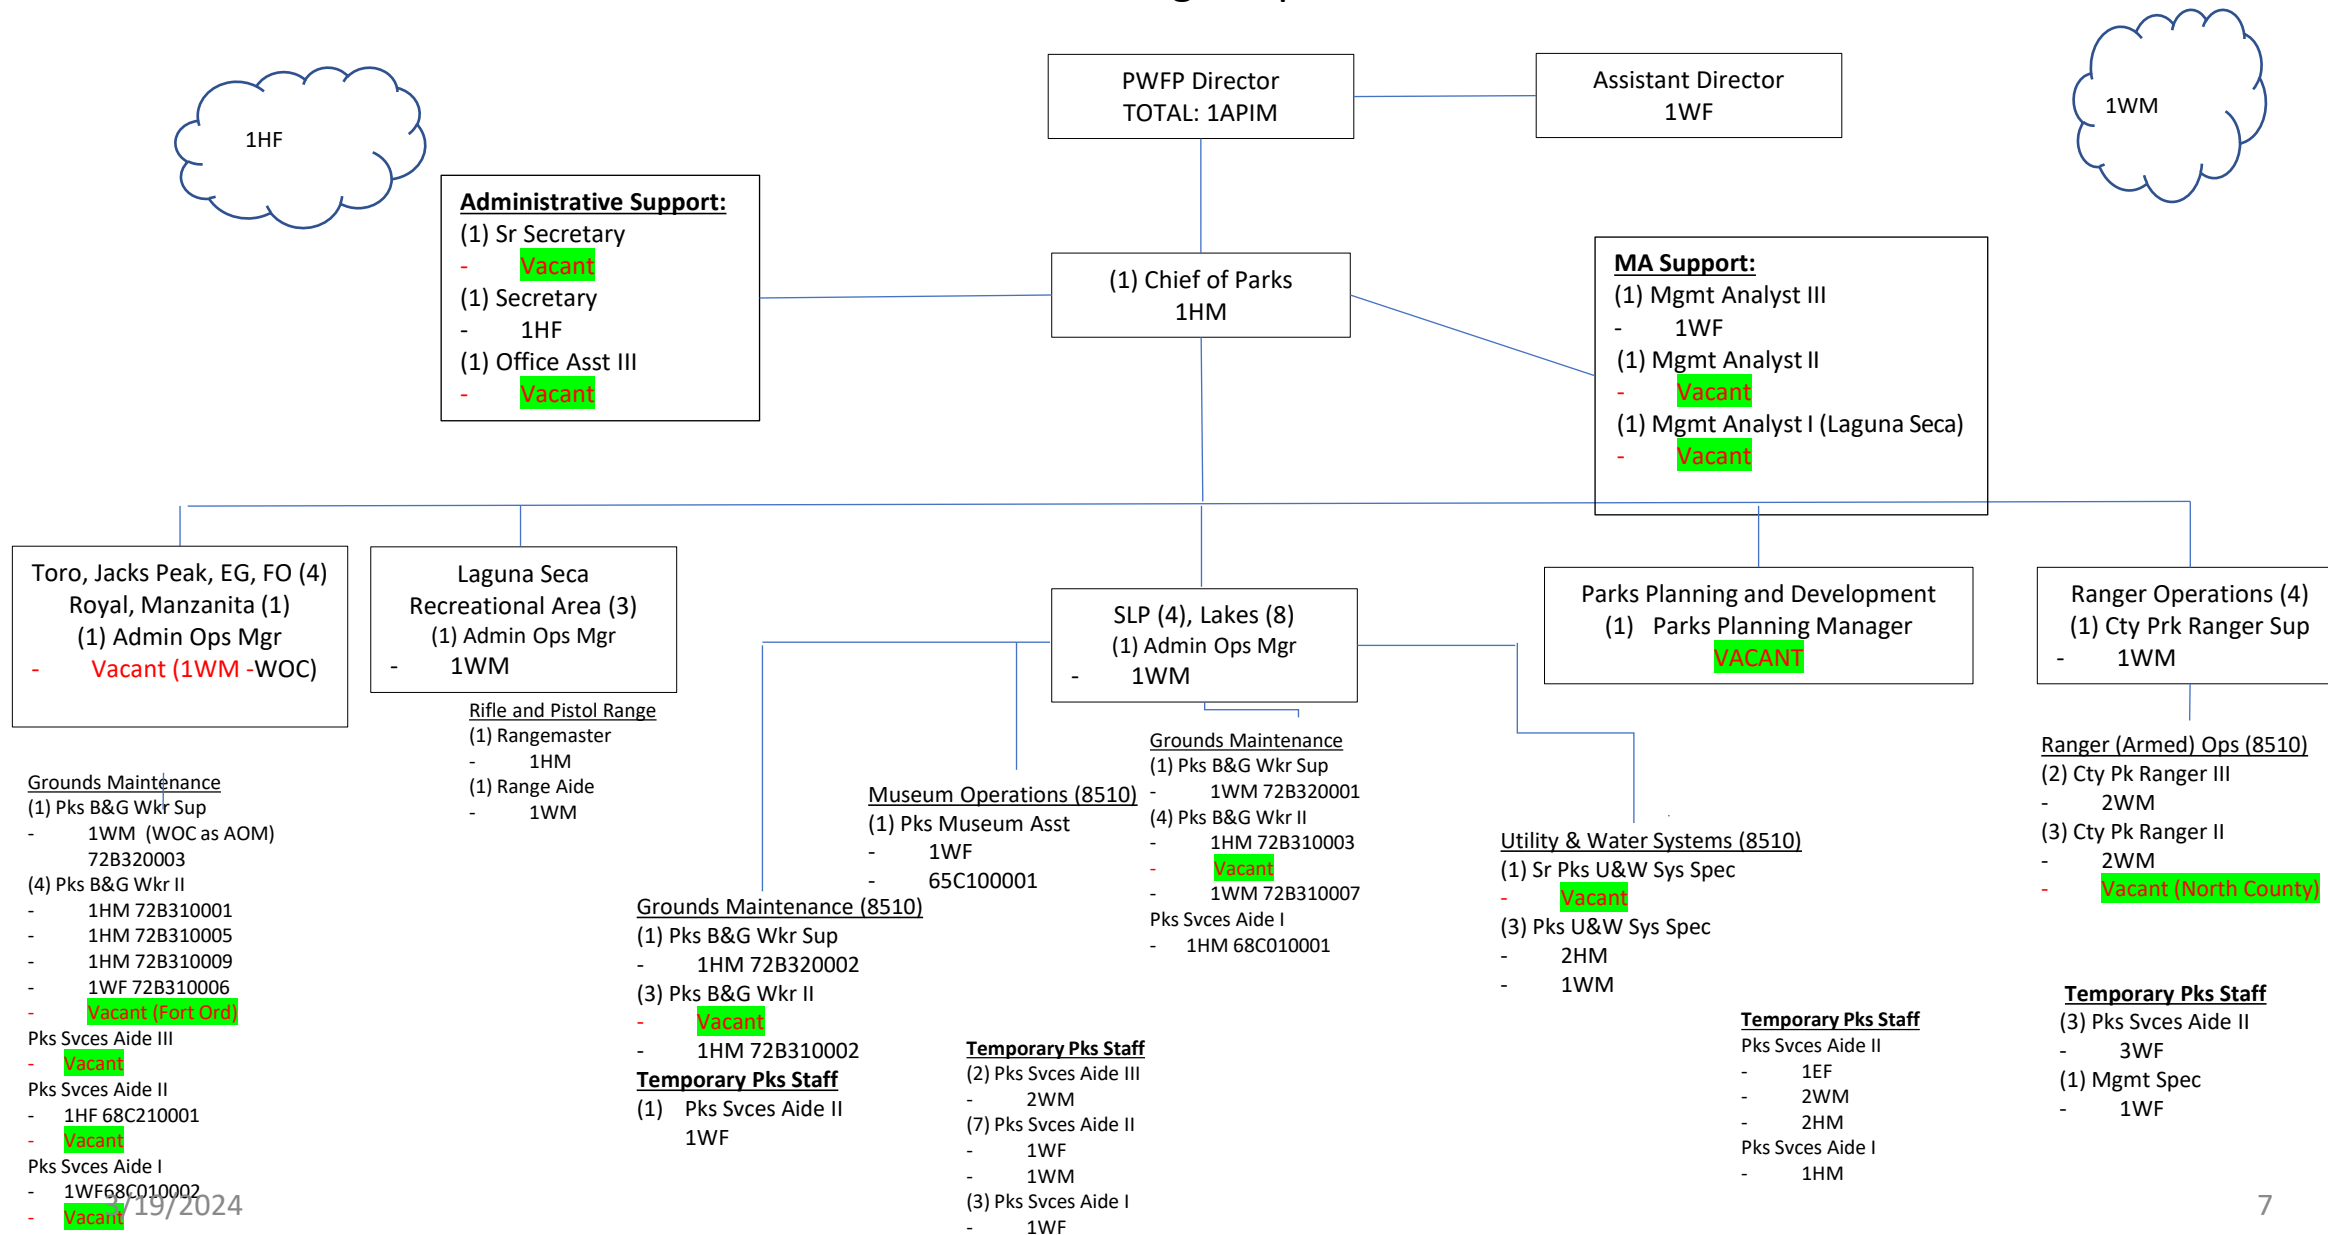 1HF
1WM
PWFP Director
TOTAL: 1APIM
Assistant Director
1WF
Administrative Support:
(1) Sr Secretary
- Vacant
(1) Secretary
- 1HF
(1) Office Asst III
- Vacant
(1) Chief of Parks
1HM
MA Support:
(1) Mgmt Analyst III
- 1WF
(1) Mgmt Analyst II
- Vacant
(1) Mgmt Analyst I (Laguna Seca)
- Vacant
Toro, Jacks Peak, EG, FO (4)
Royal, Manzanita (1)
(1) Admin Ops Mgr
- Vacant (1WM -WOC)
Laguna Seca
Recreational Area (3)
(1) Admin Ops Mgr
- 1WM
SLP (4), Lakes (8)
(1) Admin Ops Mgr
- 1WM
Parks Planning and Development
(1) Parks Planning Manager
VACANT
Ranger Operations (4)
(1) Cty Prk Ranger Sup
- 1WM
Grounds Maintenance
(1) Pks B&G Wkr Sup
- 1WM (WOC as AOM)
72B320003
(4) Pks B&G Wkr II
- 1HM 72B310001
- 1HM 72B310005
- 1HM 72B310009
- 1WF 72B310006
- Vacant (Fort Ord)
Pks Svces Aide III
- Vacant
Pks Svces Aide II
- 1HF 68C210001
- Vacant
Pks Svces Aide I
- 1WF68C010002
- Vacant
Rifle and Pistol Range
(1) Rangemaster
- 1HM
(1) Range Aide
- 1WM
Grounds Maintenance (8510)
(1) Pks B&G Wkr Sup
- 1HM 72B320002
(3) Pks B&G Wkr II
- Vacant
- 1HM 72B310002
Temporary Pks Staff
(1) Pks Svces Aide II
1WF
Museum Operations (8510)
(1) Pks Museum Asst
- 1WF
- 65C100001
Temporary Pks Staff
(2) Pks Svces Aide III
- 2WM
(7) Pks Svces Aide II
- 1WF
- 1WM
(3) Pks Svces Aide I
- 1WF
Grounds Maintenance
(1) Pks B&G Wkr Sup
- 1WM 72B320001
(4) Pks B&G Wkr II
- 1HM 72B310003
- Vacant
- 1WM 72B310007
Pks Svces Aide I
- 1HM 68C010001
Utility & Water Systems (8510)
(1) Sr Pks U&W Sys Spec
- Vacant
(3) Pks U&W Sys Spec
- 2HM
- 1WM
Temporary Pks Staff
Pks Svces Aide II
- 1EF
- 2WM
- 2HM
Pks Svces Aide I
- 1HM
Ranger (Armed) Ops (8510)
(2) Cty Pk Ranger III
- 2WM
(3) Cty Pk Ranger II
- 2WM
- Vacant (North County)
Temporary Pks Staff
(3) Pks Svces Aide II
- 3WF
(1) Mgmt Spec
- 1WF
3/19/2024
7